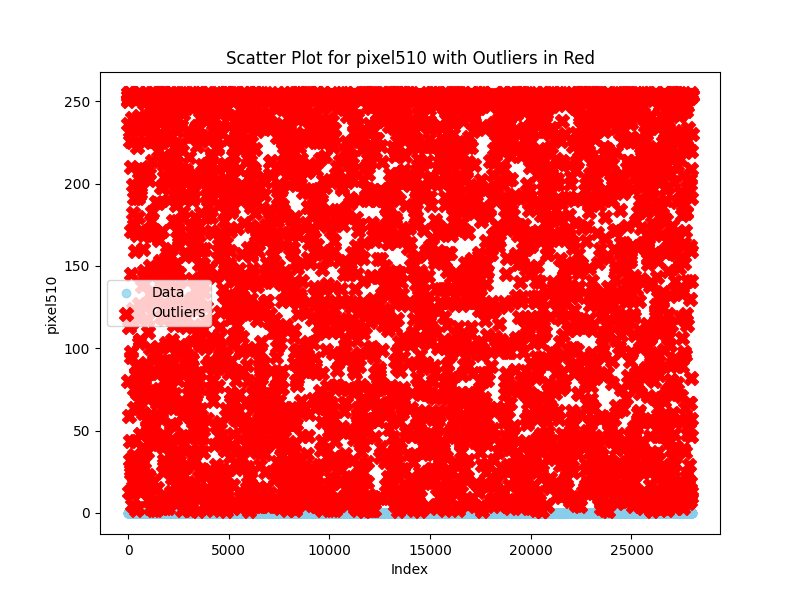 Scatter Plot for pixel510 with Outliers in Red
250
200
150
100
50
0
pixel510
Data
Outliers
0 5000 10000 15000 20000 25000
Index